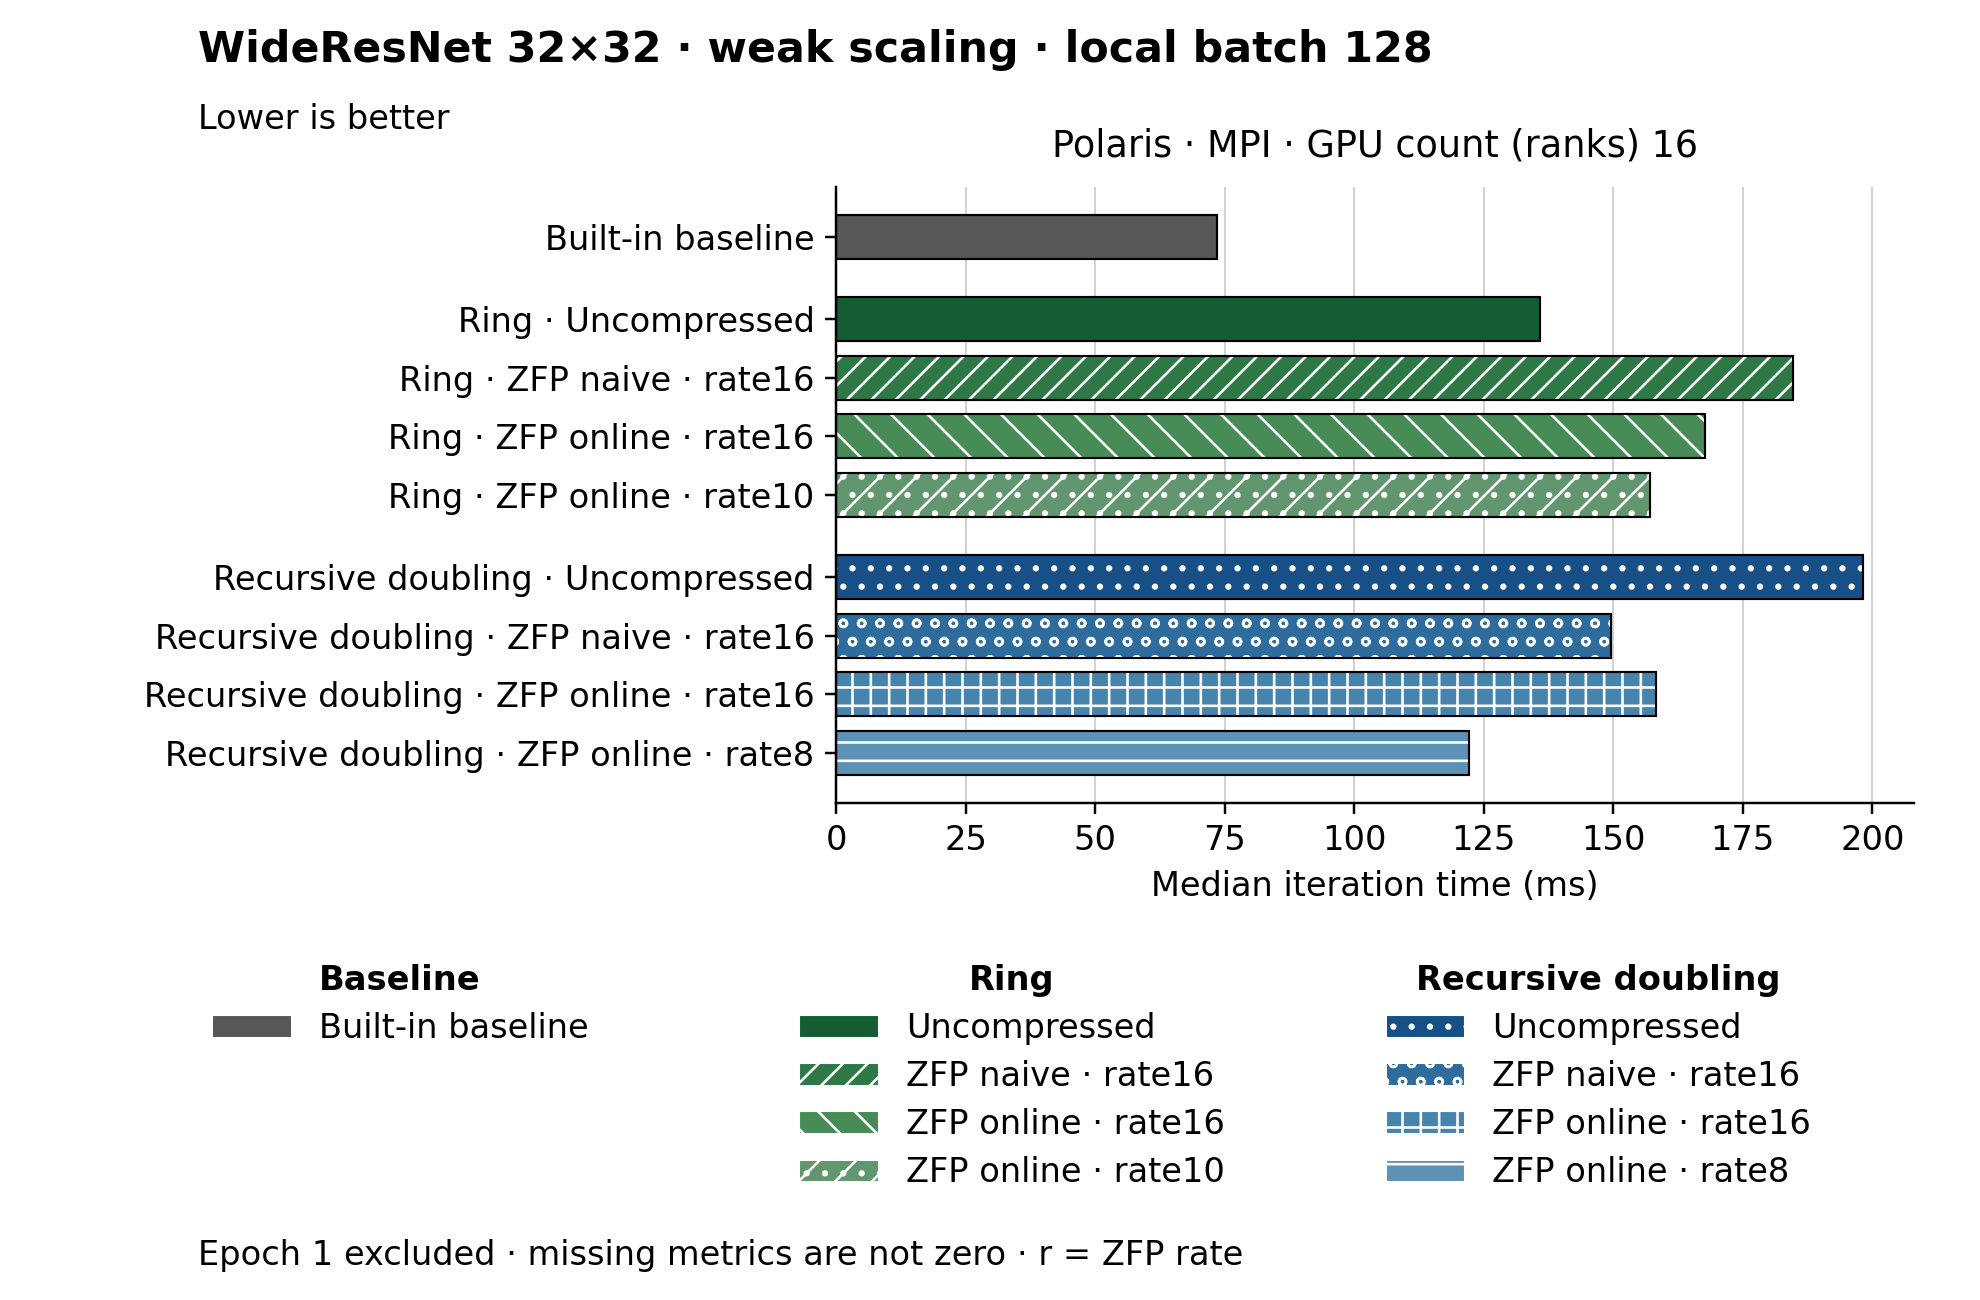 WideResNet 32×32 · weak scaling · local batch 128
Lower is better
Polaris · MPI · GPU count (ranks) 16
Built-in baseline
Ring · Uncompressed
Ring · ZFP naive · rate16
Ring · ZFP online · rate16
Ring · ZFP online · rate10
Recursive doubling · Uncompressed
Recursive doubling · ZFP naive · rate16
Recursive doubling · ZFP online · rate16
Recursive doubling · ZFP online · rate8
0 25 50 75 100 125 150 175 200
Median iteration time (ms)
Baseline
Built-in baseline
Ring
Uncompressed
ZFP naive · rate16
ZFP online · rate16
ZFP online · rate10
Recursive doubling
Uncompressed
ZFP naive · rate16
ZFP online · rate16
ZFP online · rate8
Epoch 1 excluded · missing metrics are not zero · r = ZFP rate